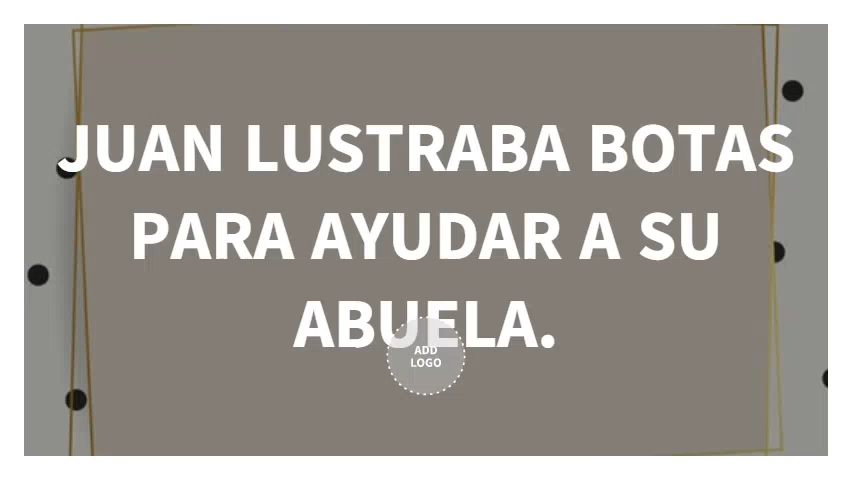 JUAN LUSTRABA BOTAS
PARA AYUDAR A SU
ABUELA.
ADD
LOGO